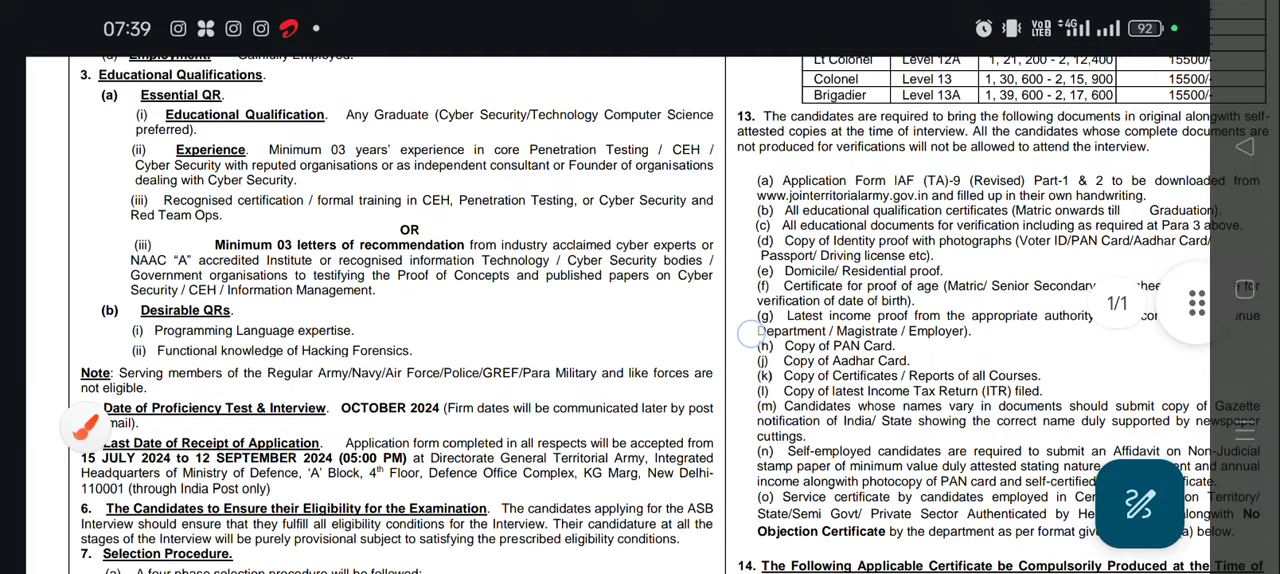 07:39
VoD LTE 4G 92
(d) Employment. Gainfully Employed.
3. Educational Qualifications.
(a) Essential QR.
(i) Educational Qualification. Any Graduate (Cyber Security/Technology Computer Science
preferred).
(ii) Experience. Minimum 03 years' experience in core Penetration Testing / CEH /
Cyber Security with reputed organisations or as independent consultant or Founder of organisations
dealing with Cyber Security.
(iii) Recognised certification / formal training in CEH, Penetration Testing, or Cyber Security and
Red Team Ops.
OR
(iii) Minimum 03 letters of recommendation from industry acclaimed cyber experts or
NAAC “A” accredited Institute or recognised information Technology / Cyber Security bodies /
Government organisations to testifying the Proof of Concepts and published papers on Cyber
Security / CEH / Information Management.
(b) Desirable QRs.
(i) Programming Language expertise.
(ii) Functional knowledge of Hacking Forensics.
Note: Serving members of the Regular Army/Navy/Air Force/Police/GREF/Para Military and like forces are
not eligible.
Date of Proficiency Test & Interview. OCTOBER 2024 (Firm dates will be communicated later by post
mail).
Last Date of Receipt of Application. Application form completed in all respects will be accepted from
15 JULY 2024 to 12 SEPTEMBER 2024 (05:00 PM) at Directorate General Territorial Army, Integrated
Headquarters of Ministry of Defence, ‘A’ Block, 4th Floor, Defence Office Complex, KG Marg, New Delhi-
110001 (through India Post only)
6. The Candidates to Ensure their Eligibility for the Examination. The candidates applying for the ASB
Interview should ensure that they fulfill all eligibility conditions for the Interview. Their candidature at all the
stages of the Interview will be purely provisional subject to satisfying the prescribed eligibility conditions.
7. Selection Procedure.
(a) A four phase selection procedure will be followed:
Lt Colonel Level 12A 1, 21, 200 - 2, 12,400 15500/-
Colonel Level 13 1, 30, 600 - 2, 15, 900 15500/-
Brigadier Level 13A 1, 39, 600 - 2, 17, 600 15500/-
13. The candidates are required to bring the following documents in original alongwith self-
attested copies at the time of interview. All the candidates whose complete documents are
not produced for verifications will not be allowed to attend the interview.
(a) Application Form IAF (TA)-9 (Revised) Part-1 & 2 to be downloaded from
www.jointerritorialarmy.gov.in and filled up in their own handwriting.
(b) All educational qualification certificates (Matric onwards till Graduation).
(c) All educational documents for verification including as required at Para 3 above.
(d) Copy of Identity proof with photographs (Voter ID/PAN Card/Aadhar Card/
Passport/ Driving license etc).
(e) Domicile/ Residential proof.
(f) Certificate for proof of age (Matric/ Senior Secondary for
verification of date of birth).
1/1
(g) Latest income proof from the appropriate authority
Department / Magistrate / Employer).
(h) Copy of PAN Card.
(j) Copy of Aadhar Card.
(k) Copy of Certificates / Reports of all Courses.
(l) Copy of latest Income Tax Return (ITR) filed.
(m) Candidates whose names vary in documents should submit copy of Gazette
notification of India/ State showing the correct name duly supported by newspaper
cuttings.
(n) Self-employed candidates are required to submit an Affidavit on Non-Judicial
stamp paper of minimum value duly attested stating nature and annual
income alongwith photocopy of PAN card and self-certified
(o) Service certificate by candidates employed in Territory/
State/Semi Govt/ Private Sector Authenticated by alongwith No
Objection Certificate by the department as per format below.
14. The Following Applicable Certificate be Compulsorily Produced at the Time of